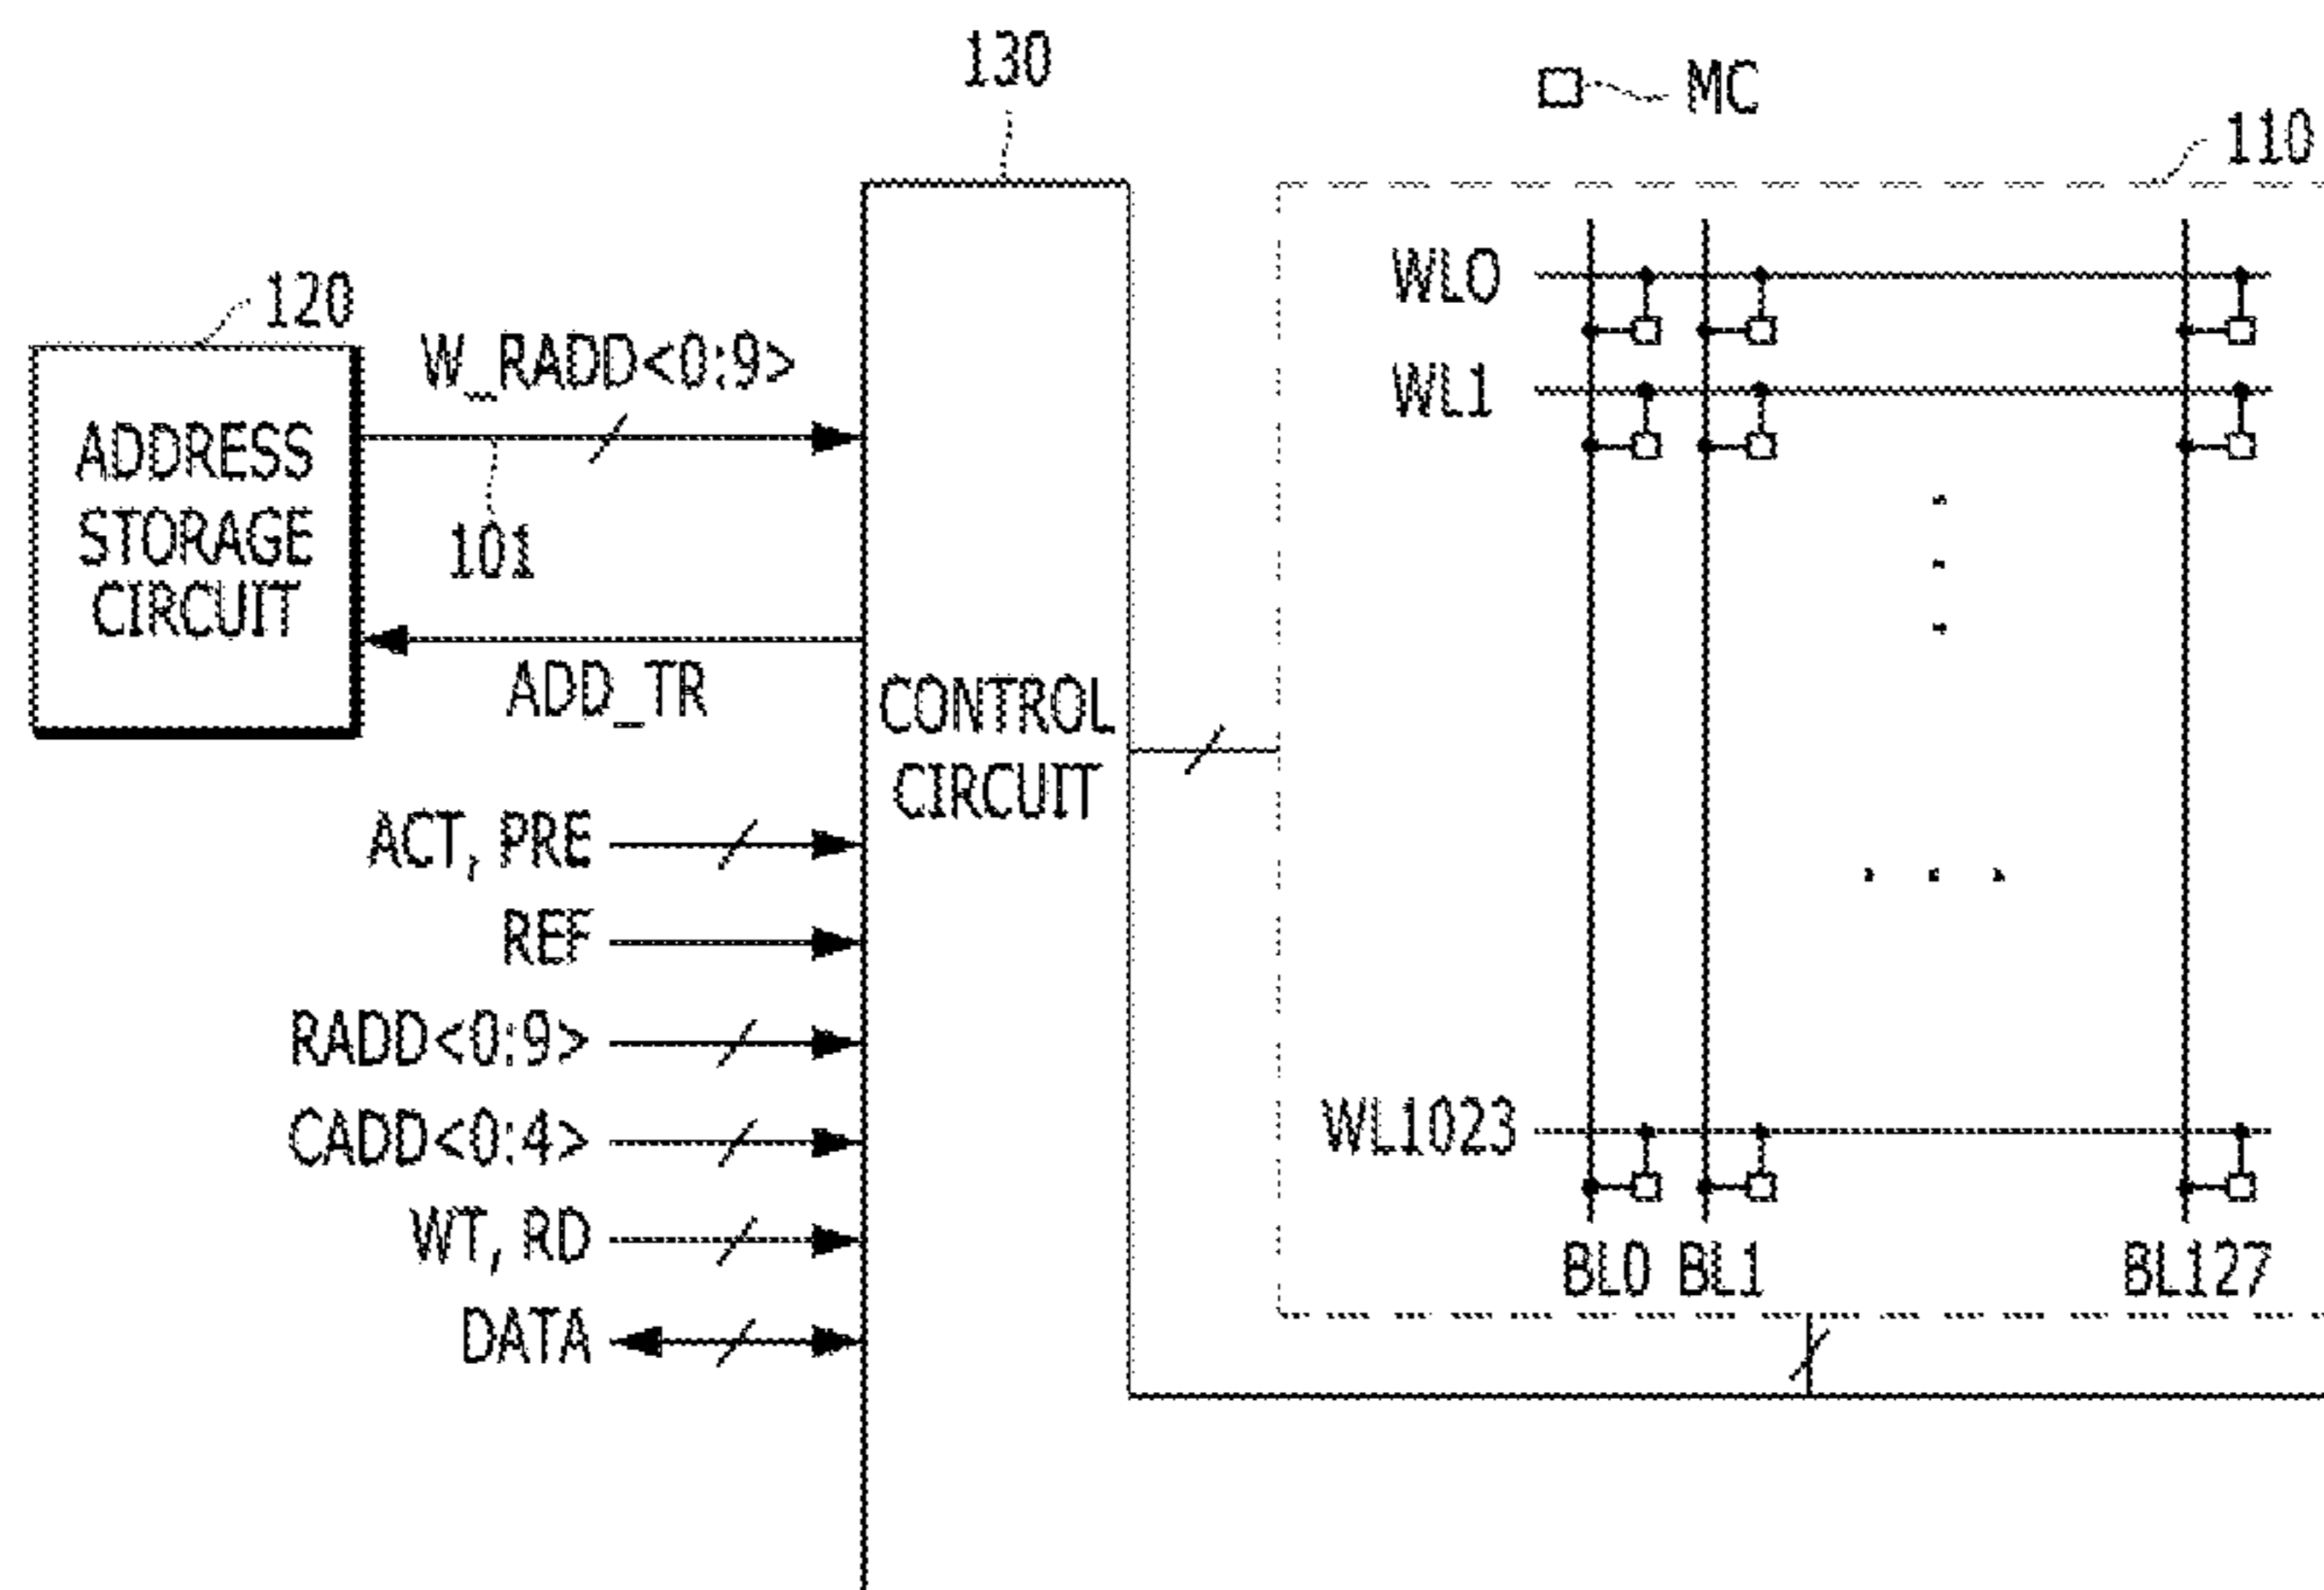 130
MC
110
120
W_RADD<0:9>
WL0
WL1
ADDRESS
STORAGE
CIRCUIT
101
ADD_TR
CONTROL
CIRCUIT
ACT, PRE
REF
RADD<0:9>
CADD<0:4>
WL1023
WT, RD
BL0 BL1 BL127
DATA